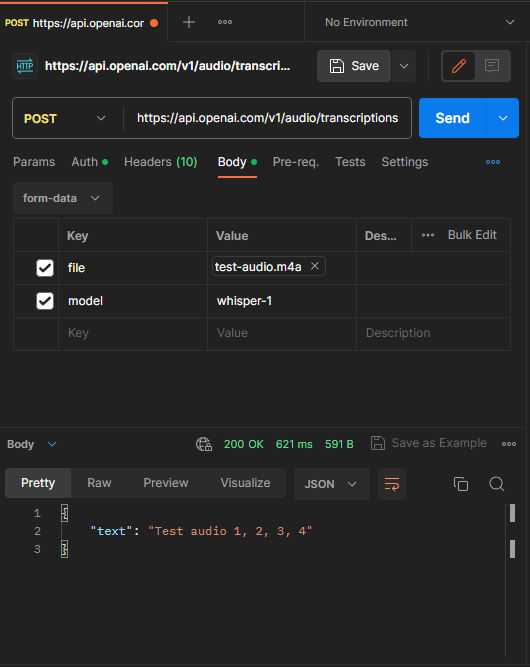 POST https://api.openai.cor
No Environment
HTTP https://api.openai.com/v1/audio/transcri... Save
POST https://api.openai.com/v1/audio/transcriptions Send
Params Auth Headers (10) Body Pre-req. Tests Settings
form-data
Key Value Des... Bulk Edit
file test-audio.m4a
model whisper-1
Key Value Description
Body 200 OK 621 ms 591 B Save as Example
Pretty Raw Preview Visualize JSON
1 {
2 "text": "Test audio 1, 2, 3, 4"
3 }